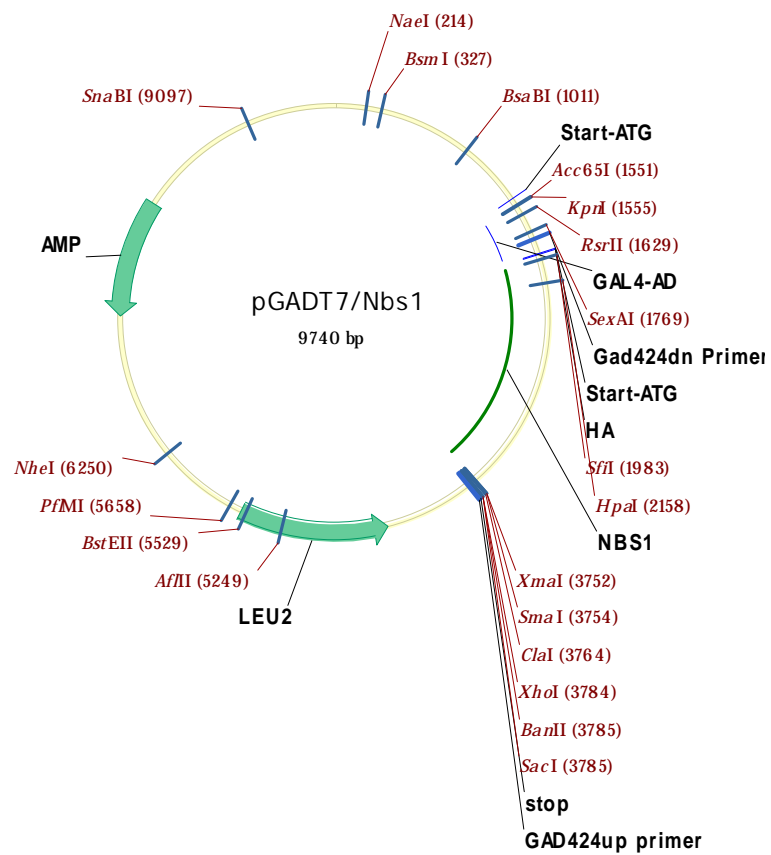 NaeI (214)
BsmI (327)
SnaBI (9097)
BsaBI (1011)
Start-ATG
Acc65I (1551)
KpnI (1555)
RsrII (1629)
AMP
GAL4-AD
pGADT7/Nbs1
9740 bp
SexAI (1769)
Gad424dn Primer
Start-ATG
HA
SfiI (1983)
NheI (6250)
HpaI (2158)
PflMI (5658)
NBS1
BstEII (5529)
AflII (5249)
XmaI (3752)
LEU2
SmaI (3754)
ClaI (3764)
XhoI (3784)
BanII (3785)
SacI (3785)
stop
GAD424up primer